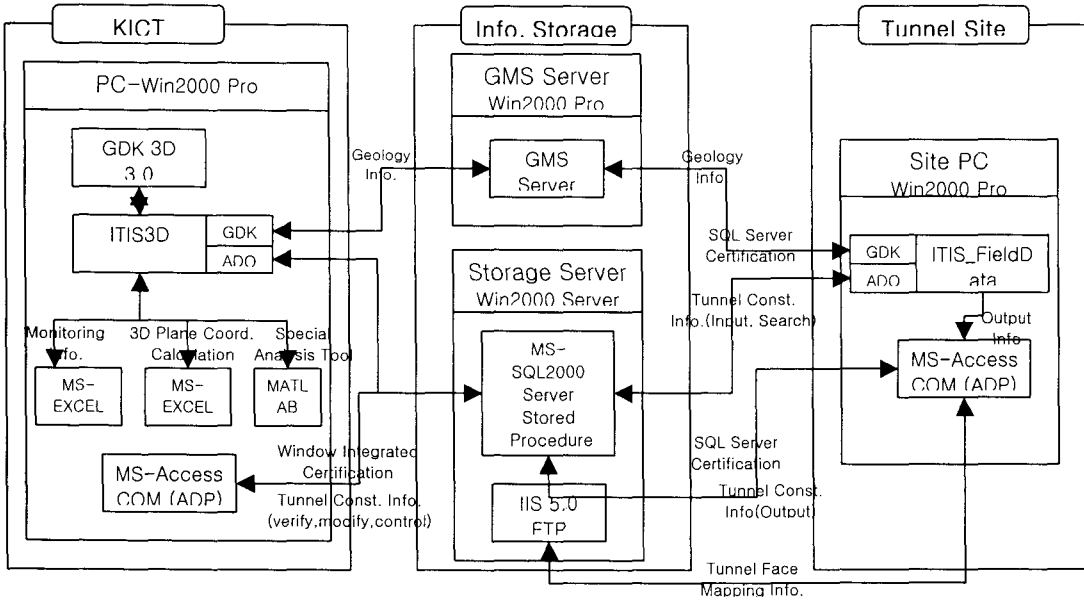 KICT
PC-Win2000 Pro
GDK 3D
3.0
ITIS3D
GDK
ADO
Monitoring
Info.
3D Plane Coord.
Calculation
Special
Analysis Tool
MS-
EXCEL
MS-
EXCEL
MATL
AB
MS-Access
COM (ADP)
Window Integrated
Certification
Tunnel Const. Info.
(verify,modify,control)
Geology
Info.
Info. Storage
GMS Server
Win2000 Pro
GMS
Server
Storage Server
Win2000 Server
MS-
SQL2000
Server
Stored
Procedure
IIS 5.0
FTP
Geology
Info
SQL Server
Certification
Tunnel Const.
Info.(Input, Search)
SQL Server
Certification
Tunnel Const.
Info(Output)
Tunnel Face
Mapping Info.
Tunnel Site
Site PC
Win2000 Pro
GDK
ADO
ITIS_FieldD
ata
Output
Info
MS-Access
COM (ADP)